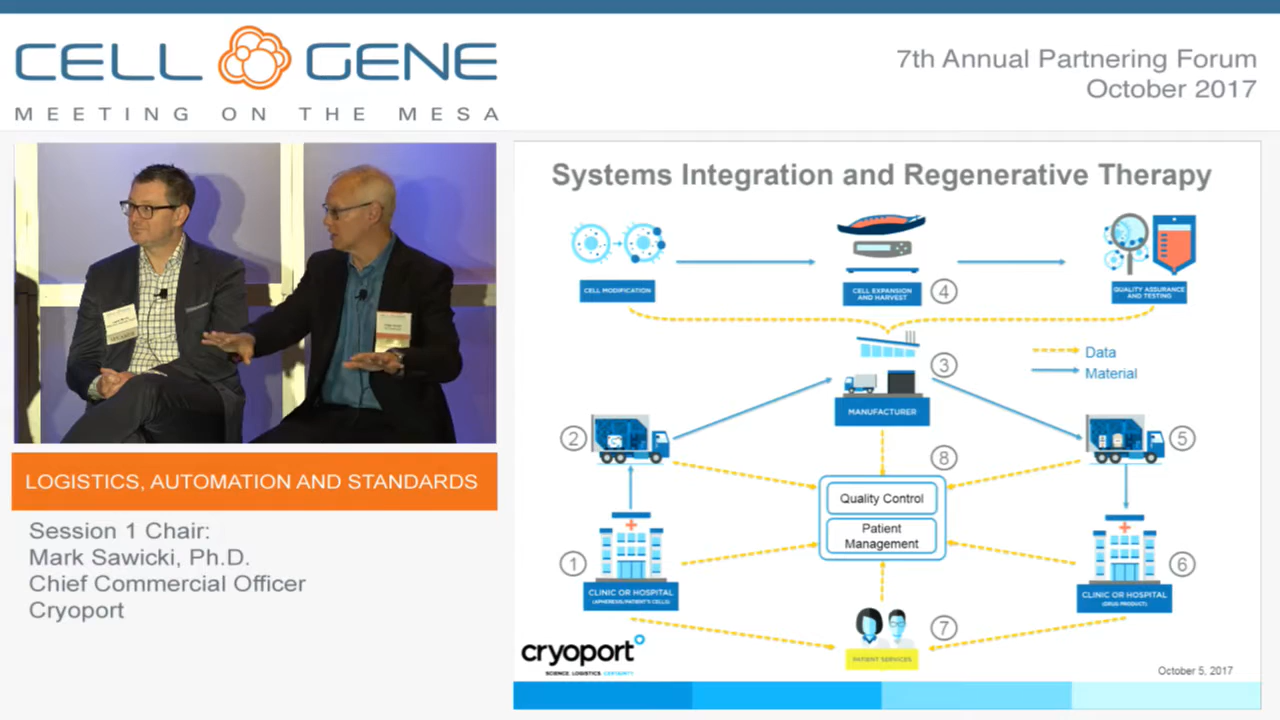 CELL GENE
MEETING ON THE MESA
7th Annual Partnering Forum
October 2017
LOGISTICS, AUTOMATION AND STANDARDS
Session 1 Chair:
Mark Sawicki, Ph.D.
Chief Commercial Officer
Cryoport
Systems Integration and Regenerative Therapy
CELL MODIFICATION
CELL EXPANSION
AND HARVEST
4
QUALITY ASSURANCE
AND TESTING
3
Data
Material
MANUFACTURER
2
5
8
Quality Control
Patient
Management
1
6
CLINIC OR HOSPITAL
(APHERESIS/PATIENT'S CELLS)
CLINIC OR HOSPITAL
(DRUG PRODUCT)
7
PATIENT SERVICES
cryoport
SCIENCE. LOGISTICS. CERTAINTY.
October 5, 2017